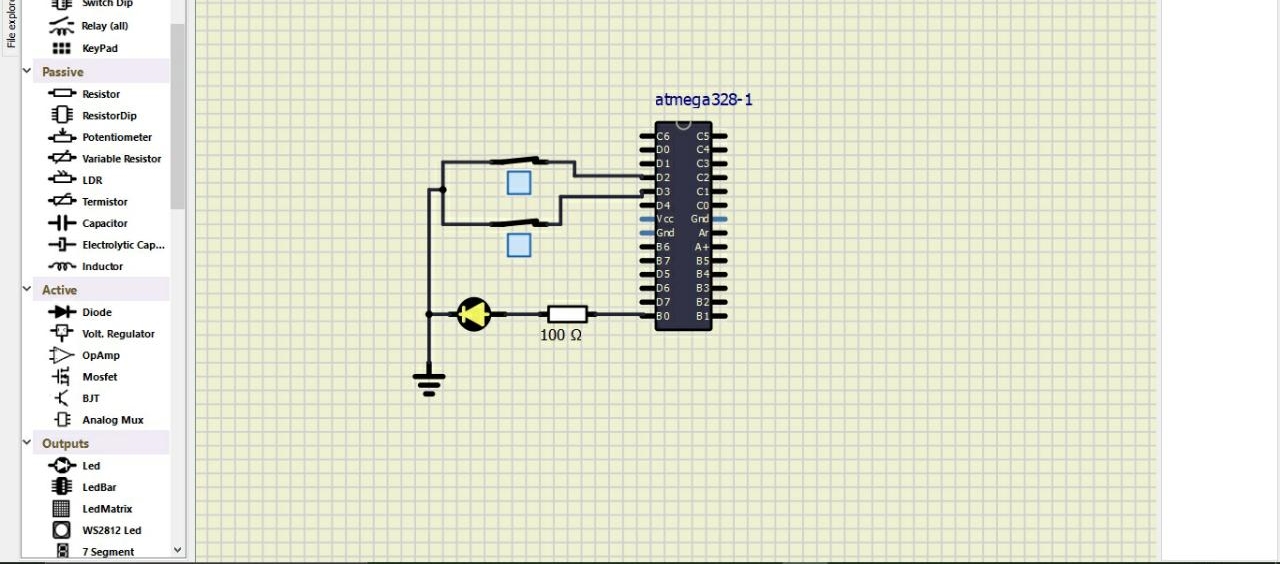 File explor
Switch Dip
Relay (all)
KeyPad
Passive
Resistor
ResistorDip
Potentiometer
Variable Resistor
LDR
Termistor
Capacitor
Electrolytic Cap...
Inductor
Active
Diode
Volt. Regulator
OpAmp
Mosfet
BJT
Analog Mux
Outputs
Led
LedBar
LedMatrix
WS2812 Led
7 Segment
atmega328-1
C6 C5
D0 C4
D1 C3
D2 C2
D3 C1
D4 C0
Vcc Gnd
Gnd Ar
B6 A+
B7 B5
D5 B4
D6 B3
D7 B2
B0 B1
100 Ω